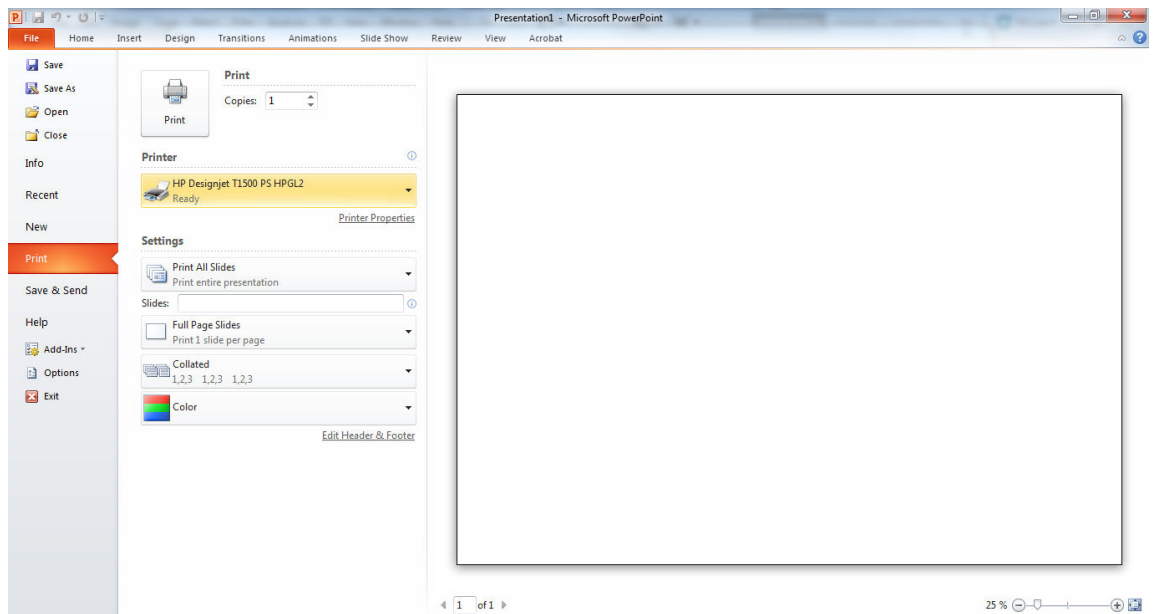 Presentation1 - Microsoft PowerPoint
File Home Insert Design Transitions Animations Slide Show Review View Acrobat
Save
Save As
Open
Close
Info
Recent
New
Print
Save & Send
Help
Add-Ins
Options
Exit
Print
Print
Copies: 1
Printer
HP Designjet T1500 PS HPGL2
Ready
Printer Properties
Settings
Print All Slides
Print entire presentation
Slides:
Full Page Slides
Print 1 slide per page
Collated
1,2,3 1,2,3 1,2,3
Color
Edit Header & Footer
1 of 1
25 %